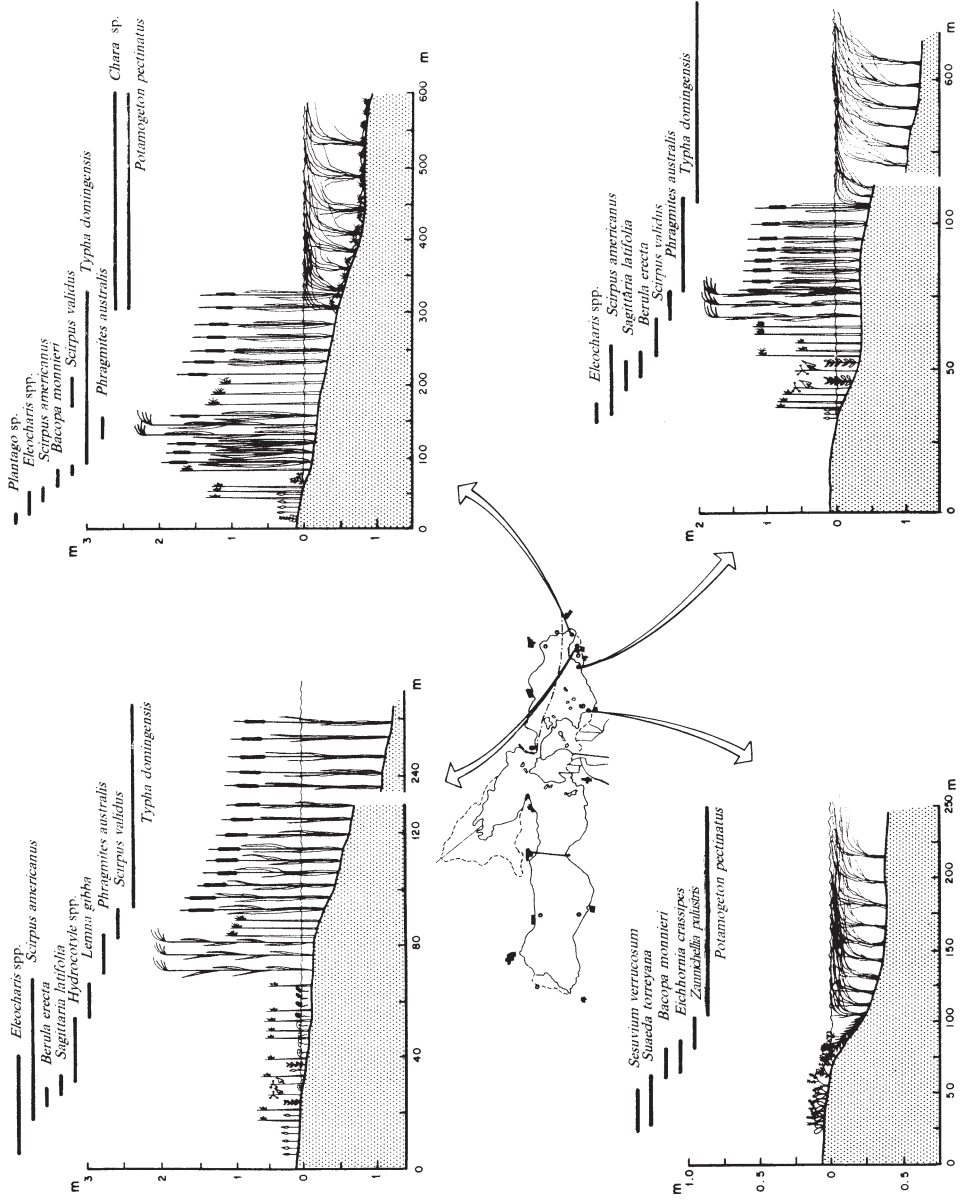 Eleocharis spp.
Scirpus americanus
Berula erecta
Sagittaria latifolia
Hydrocotyle spp.
Lemna gibba
Phragmites australis
Scirpus validus
Typha domingensis
m
3
2
1
0
1
0
40
80
120
240
m
Plantago sp.
Eleocharis spp.
Scirpus americanus
Bacopa monnieri
Scirpus validus
Typha domingensis
Phragmites australis
Chara sp.
Potamogeton pectinatus
m
3
2
1
0
1
0
100
200
300
400
500
600
m
Sesuvium verrucosum
Suaeda torreyana
Bacopa monnieri
Eichhornia crassipes
Zannichellia palustris
Potamogeton pectinatus
m
1.0
0.5
0
0.5
0
50
100
150
200
250
m
Eleocharis spp.
Scirpus americanus
Sagittaria latifolia
Berula erecta
Scirpus validus
Phragmites australis
Typha domingensis
m
2
1
0
1
0
50
100
600
m